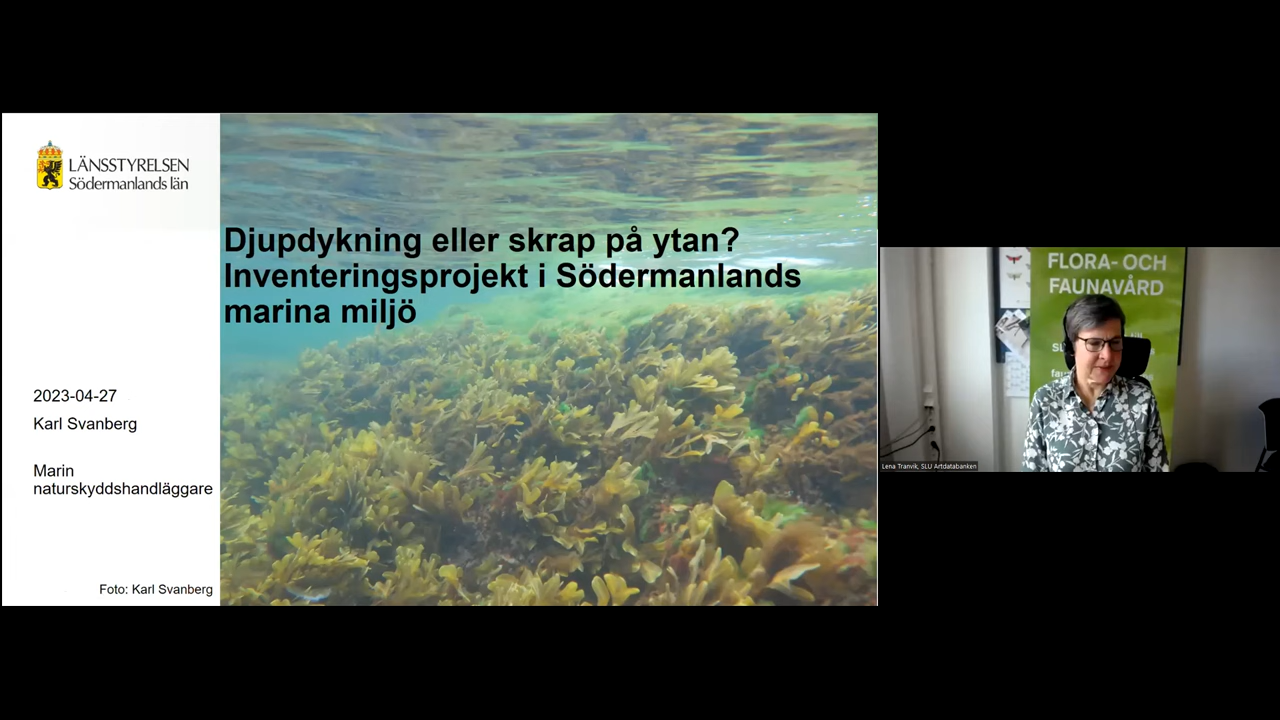 LÄNSSTYRELSEN
Södermanlands län
Djupdykning eller skrap på ytan?
Inventeringsprojekt i Södermanlands
marina miljö
2023-04-27
Karl Svanberg
Marin
naturskyddshandläggare
Foto: Karl Svanberg
FLORA- OCH
FAUNAVÅRD
Lena Tranvik, SLU Artdatabanken